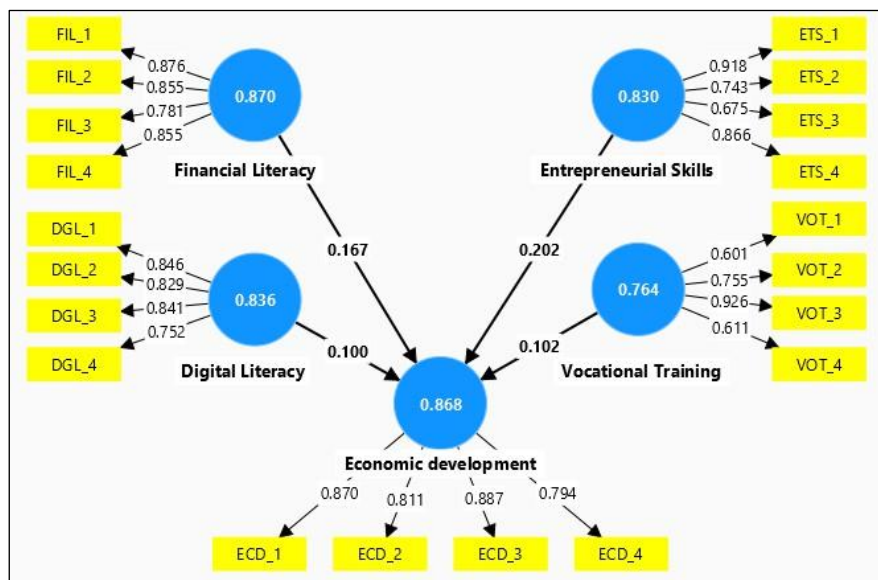 FIL_1
FIL_2
FIL_3
FIL_4
0.876
0.855
0.781
0.855
0.870
Financial Literacy
ETS_1
ETS_2
ETS_3
ETS_4
0.918
0.743
0.675
0.866
0.830
Entrepreneurial Skills
0.167
0.202
DGL_1
DGL_2
DGL_3
DGL_4
0.846
0.829
0.841
0.752
0.836
Digital Literacy
VOT_1
VOT_2
VOT_3
VOT_4
0.601
0.755
0.926
0.611
0.764
Vocational Training
0.100
0.102
0.868
Economic development
0.870
0.811
0.887
0.794
ECD_1
ECD_2
ECD_3
ECD_4